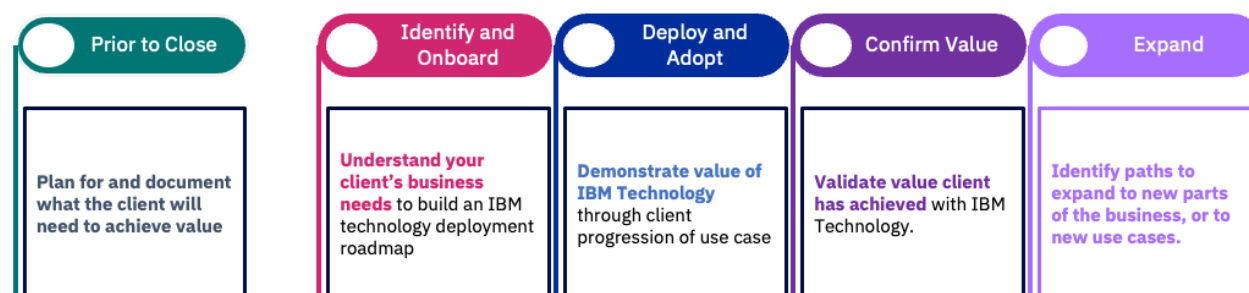 Prior to Close
Identify and
Onboard
Deploy and
Adopt
Confirm Value
Expand
Plan for and document
what the client will
need to achieve value
Understand your
client's business
needs to build an IBM
technology deployment
roadmap
Demonstrate value of
IBM Technology
through client
progression of use case
Validate value client
has achieved with IBM
Technology.
Identify paths to
expand to new parts
of the business, or to
new use cases.